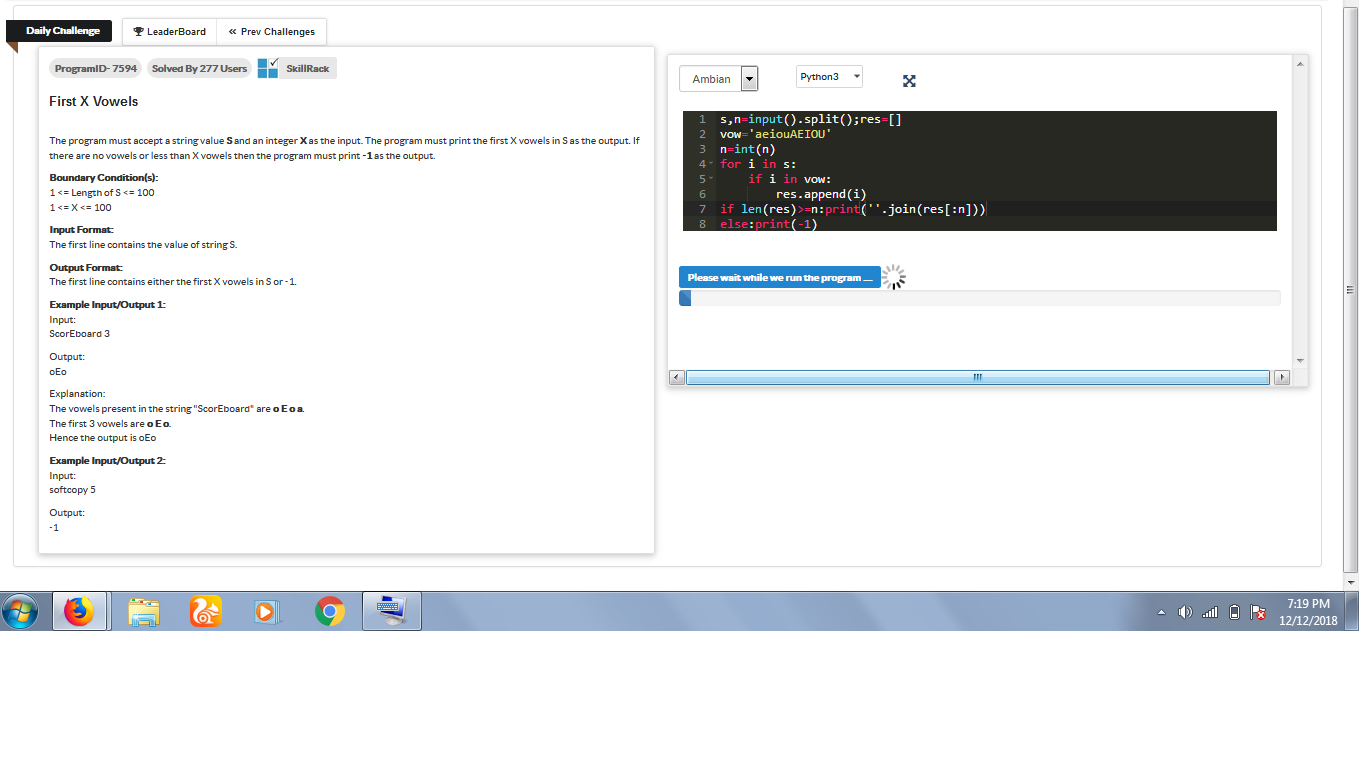 Daily Challenge
LeaderBoard
Prev Challenges
ProgramID- 7594
Solved By 277 Users
SkillRack
First X Vowels
The program must accept a string value S and an integer X as the input. The program must print the first X vowels in S as the output. If
there are no vowels or less than X vowels then the program must print -1 as the output.
Boundary Condition(s):
1 <= Length of S <= 100
1 <= X <= 100
Input Format:
The first line contains the value of string S.
Output Format:
The first line contains either the first X vowels in S or -1.
Example Input/Output 1:
Input:
ScorEboard 3
Output:
oEo
Explanation:
The vowels present in the string "ScorEboard" are o E o a.
The first 3 vowels are o E o.
Hence the output is oEo
Example Input/Output 2:
Input:
softcopy 5
Output:
-1
Ambian
Python3
1 s,n=input().split();res=[]
2 vow='aeiouAEIOU'
3 n=int(n)
4 for i in s:
5 if i in vow:
6 res.append(i)
7 if len(res)>=n:print(''.join(res[:n]))
8 else:print(-1)
Please wait while we run the program ....
7:19 PM
12/12/2018